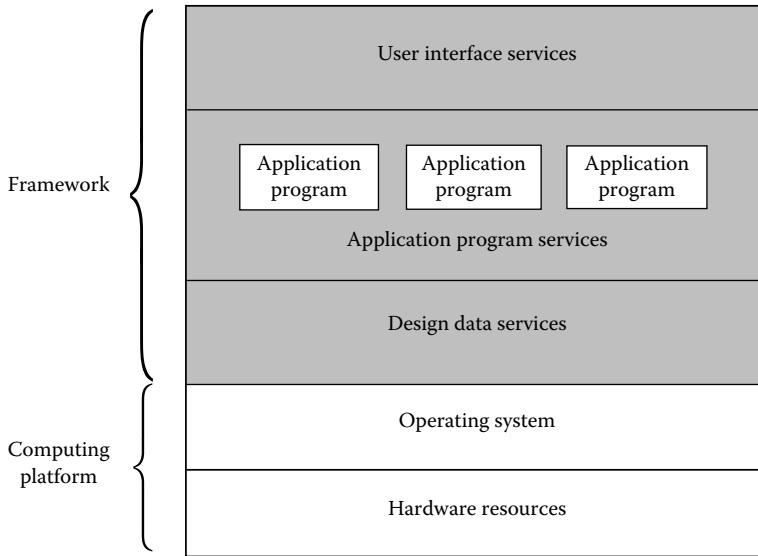 User interface services
Framework
Application
program
Application
program
Application
program
Application program services
Design data services
Computing
platform
Operating system
Hardware resources